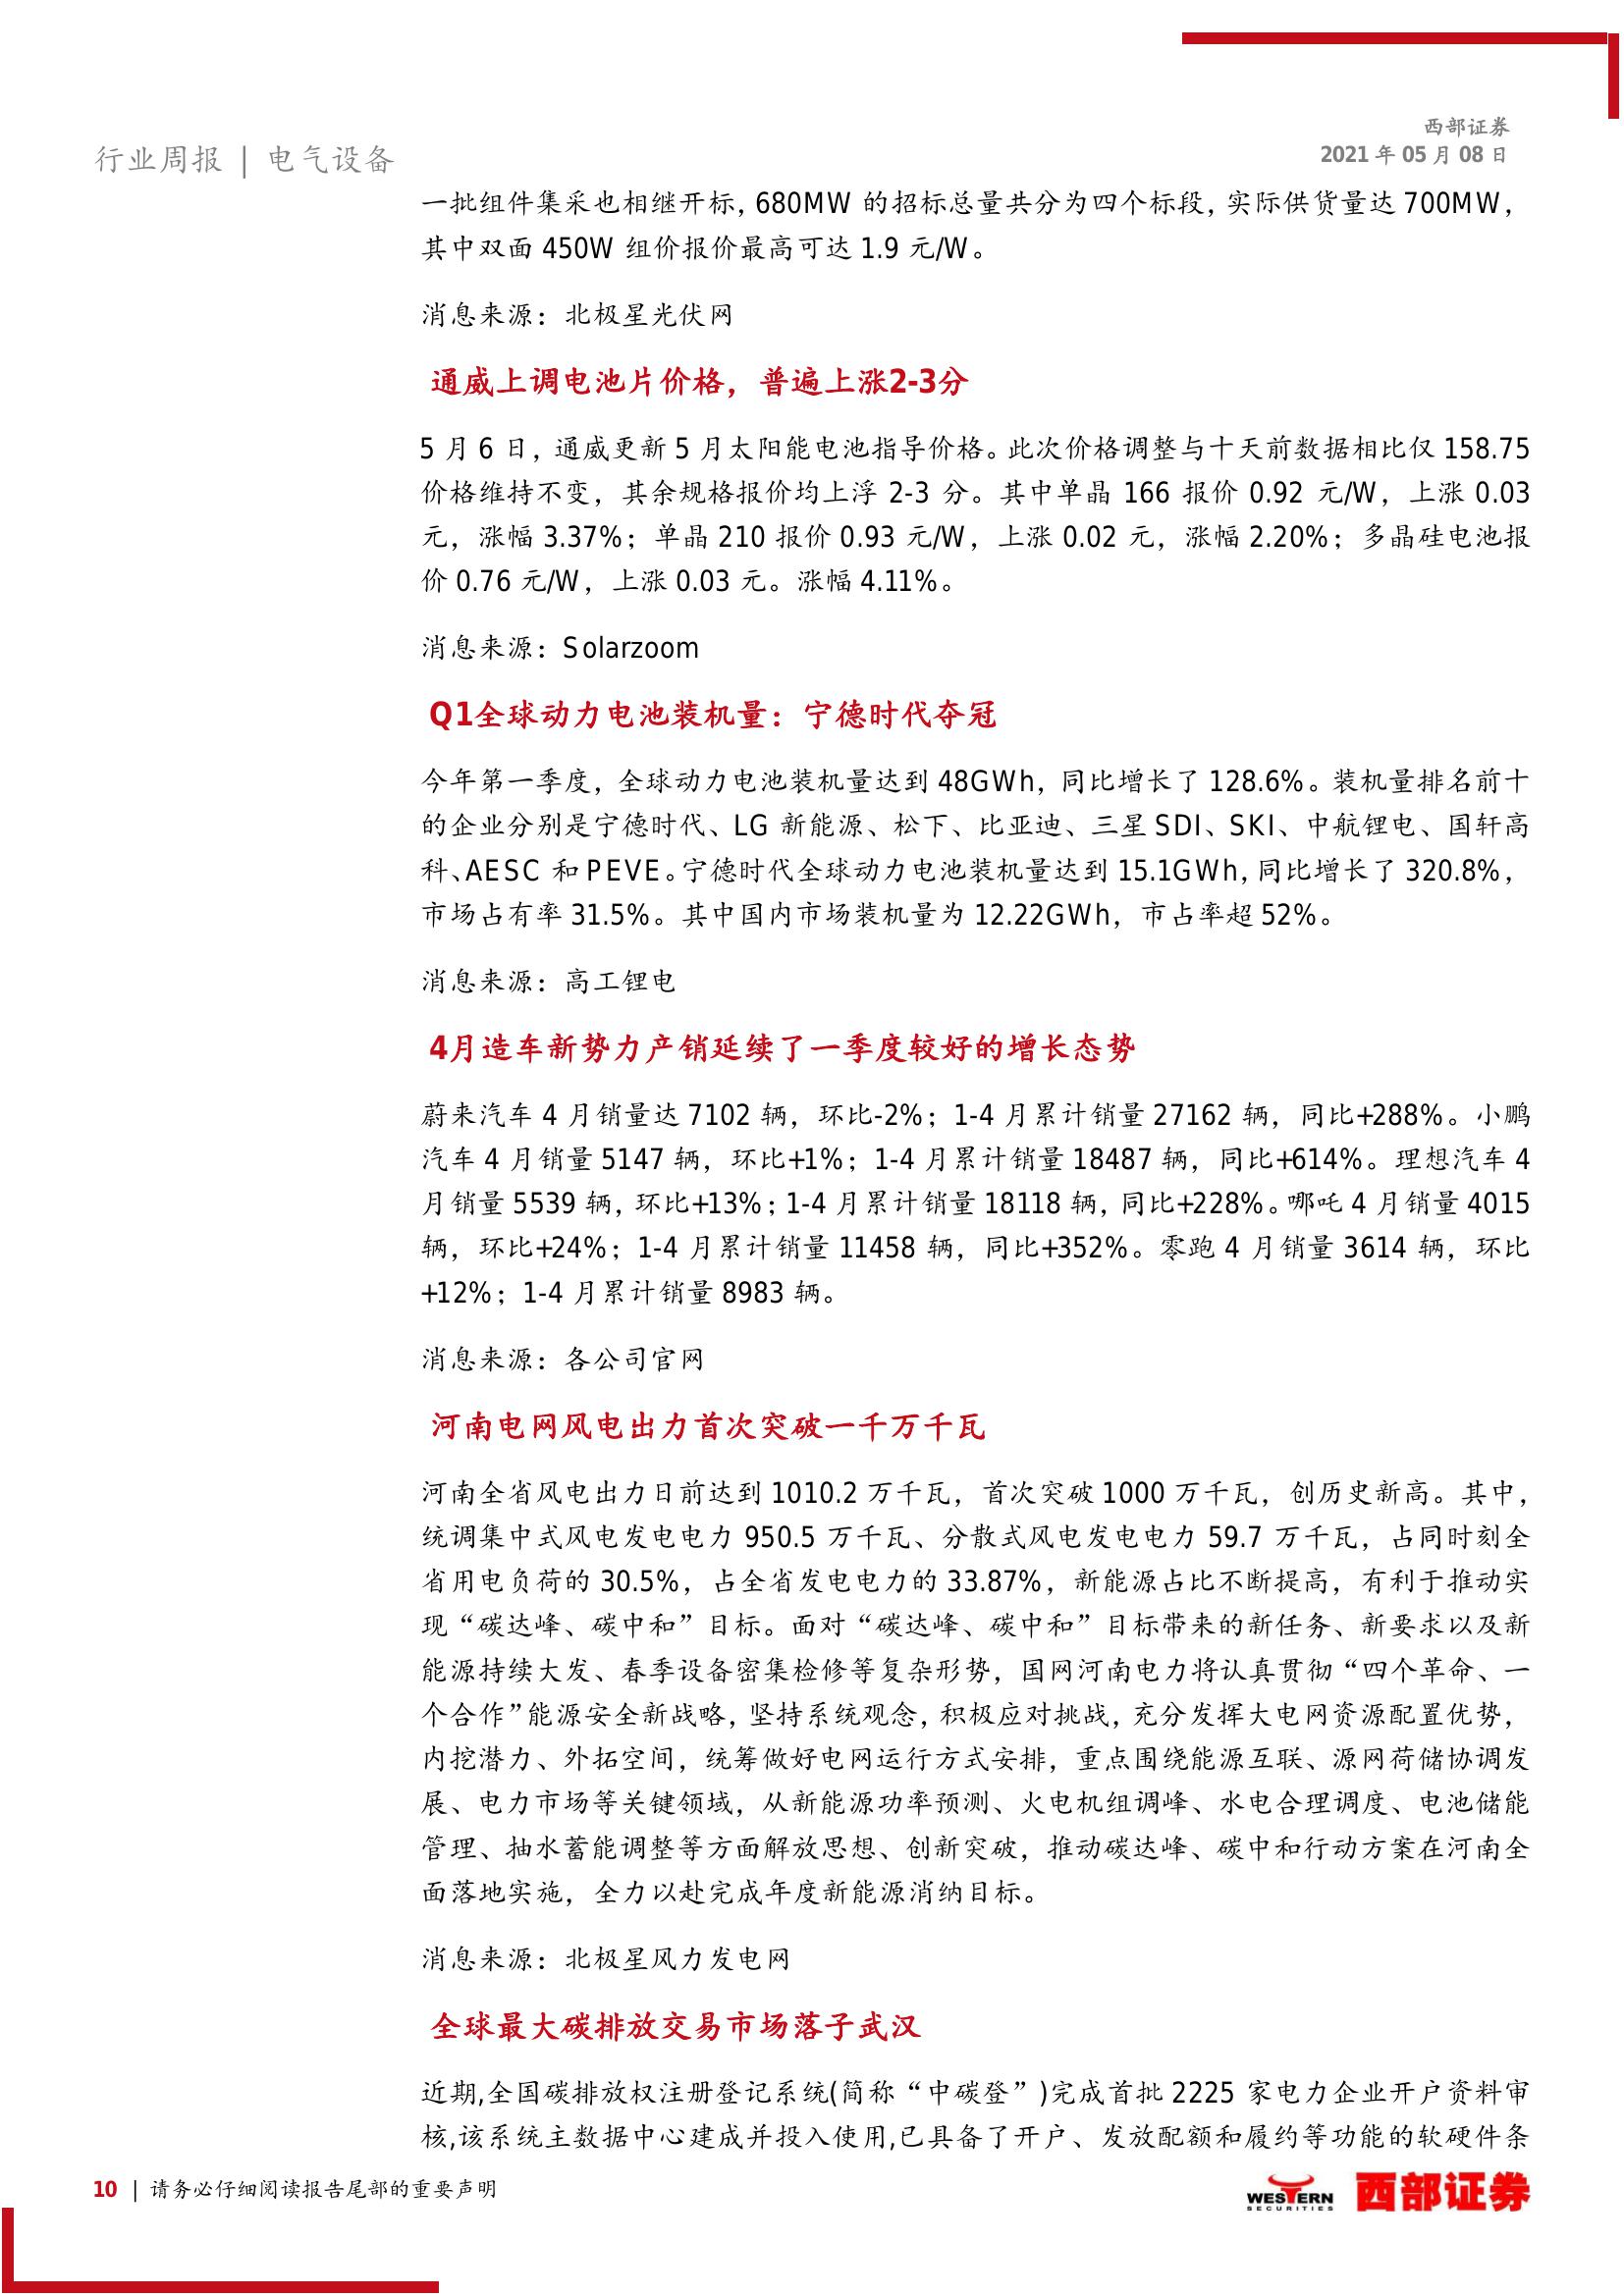 西部证券
2021 年 05 月 08 日
行业周报 | 电气设备
一批组件集采也相继开标，680MW 的招标总量共分为四个标段，实际供货量达 700MW，
其中双面 450W 组价报价最高可达 1.9 元/W。
消息来源：北极星光伏网
通威上调电池片价格，普遍上涨2-3分
5 月 6 日，通威更新 5 月太阳能电池指导价格。此次价格调整与十天前数据相比仅 158.75
价格维持不变，其余规格报价均上浮 2-3 分。其中单晶 166 报价 0.92 元/W，上涨 0.03
元，涨幅 3.37%；单晶 210 报价 0.93 元/W，上涨 0.02 元，涨幅 2.20%；多晶硅电池报
价 0.76 元/W，上涨 0.03 元。涨幅 4.11%。
消息来源：Solarzoom
Q1全球动力电池装机量：宁德时代夺冠
今年第一季度，全球动力电池装机量达到 48GWh，同比增长了 128.6%。装机量排名前十
的企业分别是宁德时代、LG 新能源、松下、比亚迪、三星 SDI、SKI、中航锂电、国轩高
科、AESC 和 PEVE。宁德时代全球动力电池装机量达到 15.1GWh，同比增长了 320.8%，
市场占有率 31.5%。其中国内市场装机量为 12.22GWh，市占率超 52%。
消息来源：高工锂电
4月造车新势力产销延续了一季度较好的增长态势
蔚来汽车 4 月销量达 7102 辆，环比-2%；1-4 月累计销量 27162 辆，同比+288%。小鹏
汽车 4 月销量 5147 辆，环比+1%；1-4 月累计销量 18487 辆，同比+614%。理想汽车 4
月销量 5539 辆，环比+13%；1-4 月累计销量 18118 辆，同比+228%。哪吒 4 月销量 4015
辆，环比+24%；1-4 月累计销量 11458 辆，同比+352%。零跑 4 月销量 3614 辆，环比
+12%；1-4 月累计销量 8983 辆。
消息来源：各公司官网
河南电网风电出力首次突破一千万千瓦
河南全省风电出力日前达到 1010.2 万千瓦，首次突破 1000 万千瓦，创历史新高。其中，
统调集中式风电发电电力 950.5 万千瓦、分散式风电发电电力 59.7 万千瓦，占同时刻全
省用电负荷的 30.5%，占全省发电电力的 33.87%，新能源占比不断提高，有利于推动实
现“碳达峰、碳中和”目标。面对“碳达峰、碳中和”目标带来的新任务、新要求以及新
能源持续大发、春季设备密集检修等复杂形势，国网河南电力将认真贯彻“四个革命、一
个合作”能源安全新战略，坚持系统观念，积极应对挑战，充分发挥大电网资源配置优势，
内挖潜力、外拓空间，统筹做好电网运行方式安排，重点围绕能源互联、源网荷储协调发
展、电力市场等关键领域，从新能源功率预测、火电机组调峰、水电合理调度、电池储能
管理、抽水蓄能调整等方面解放思想、创新突破，推动碳达峰、碳中和行动方案在河南全
面落地实施，全力以赴完成年度新能源消纳目标。
消息来源：北极星风力发电网
全球最大碳排放交易市场落子武汉
近期,全国碳排放权注册登记系统(简称“中碳登”)完成首批 2225 家电力企业开户资料审
核,该系统主数据中心建成并投入使用,已具备了开户、发放配额和履约等功能的软硬件条
10 | 请务必仔细阅读报告尾部的重要声明
WESTERN
SECURITIES
西部证券